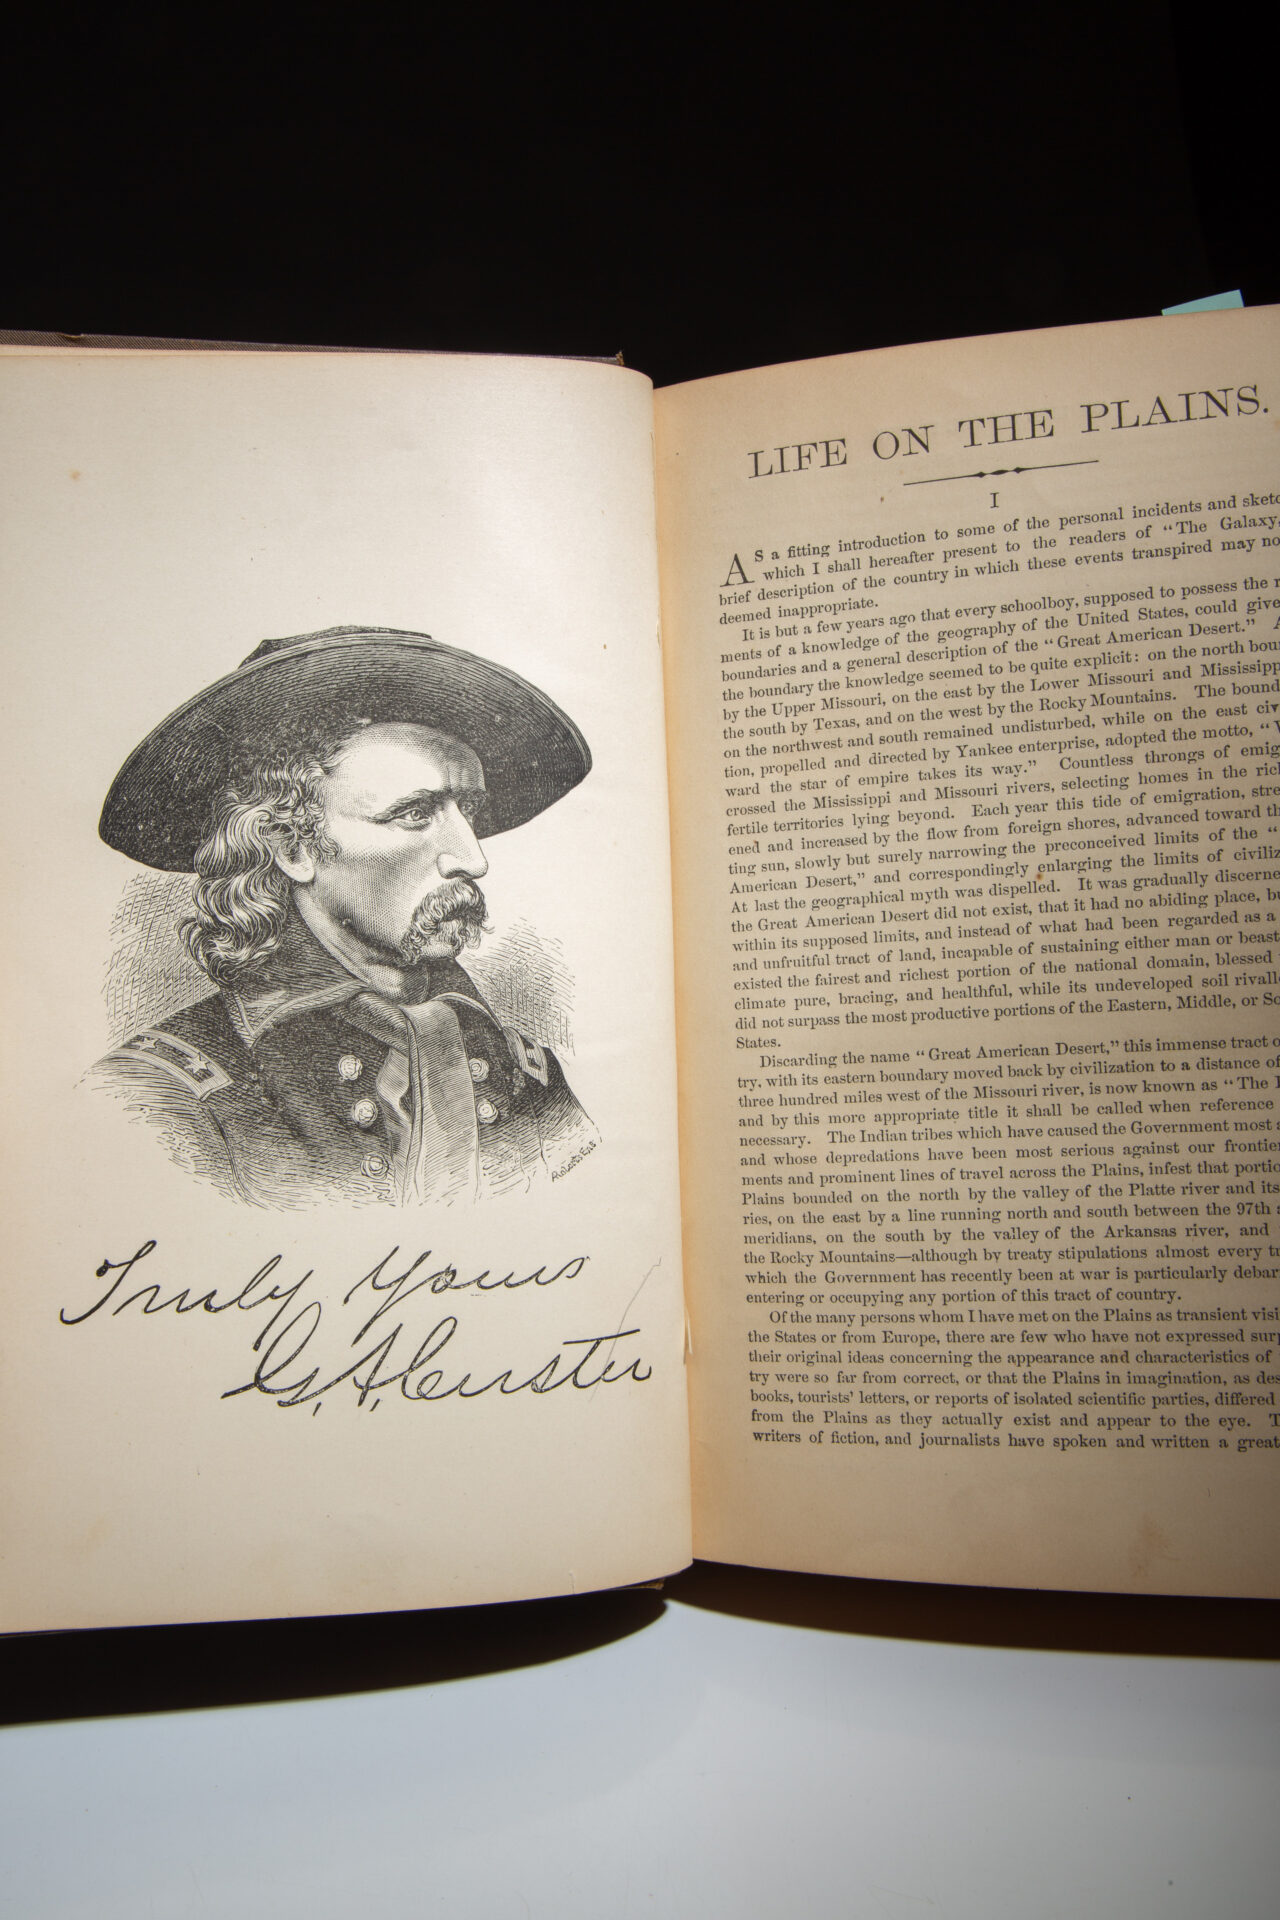 Truly Yours
G. A. Custer
Roberts Eng.
LIFE ON THE PLAINS.
I
AS a fitting introduction to some of the personal incidents and
which I shall hereafter present to the readers of "The Galaxy,
brief description of the country in which these events transpired may
deemed inappropriate.
It is but a few years ago that every schoolboy, supposed to possess the
ments of a knowledge of the geography of the United States, could give
boundaries and a general description of the "Great American Desert."
the boundary the knowledge seemed to be quite explicit: on the north
by the Upper Missouri, on the east by the Lower Missouri and
the south by Texas, and on the west by the Rocky Mountains. The
on the northwest and south remained undisturbed, while on the east
tion, propelled and directed by Yankee enterprise, adopted the motto, "
ward the star of empire takes its way." Countless throngs of
crossed the Mississippi and Missouri rivers, selecting homes in the
fertile territories lying beyond. Each year this tide of emigration,
ened and increased by the flow from foreign shores, advanced toward
ting sun, slowly but surely narrowing the preconceived limits of the "
American Desert," and correspondingly enlarging the limits of
At last the geographical myth was dispelled. It was gradually
the Great American Desert did not exist, that it had no abiding place,
within its supposed limits, and instead of what had been regarded as a
and unfruitful tract of land, incapable of sustaining either man or beast
existed the fairest and richest portion of the national domain, blessed
climate pure, bracing, and healthful, while its undeveloped soil
did not surpass the most productive portions of the Eastern, Middle, or
States.
Discarding the name "Great American Desert," this immense tract
try, with its eastern boundary moved back by civilization to a distance of
three hundred miles west of the Missouri river, is now known as "The
and by this more appropriate title it shall be called when reference
necessary. The Indian tribes which have caused the Government most
and whose depredations have been most serious against our
ments and prominent lines of travel across the Plains, infest that
Plains bounded on the north by the valley of the Platte river and its
ries, on the east by a line running north and south between the 97th
meridians, on the south by the valley of the Arkansas river, and
the Rocky Mountains—although by treaty stipulations almost every
which the Government has recently been at war is particularly
entering or occupying any portion of this tract of country.
Of the many persons whom I have met on the Plains as transient
the States or from Europe, there are few who have not expressed
their original ideas concerning the appearance and characteristics of
try were so far from correct, or that the Plains in imagination, as
books, tourists' letters, or reports of isolated scientific parties, differed
from the Plains as they actually exist and appear to the eye.
writers of fiction, and journalists have spoken and written a great